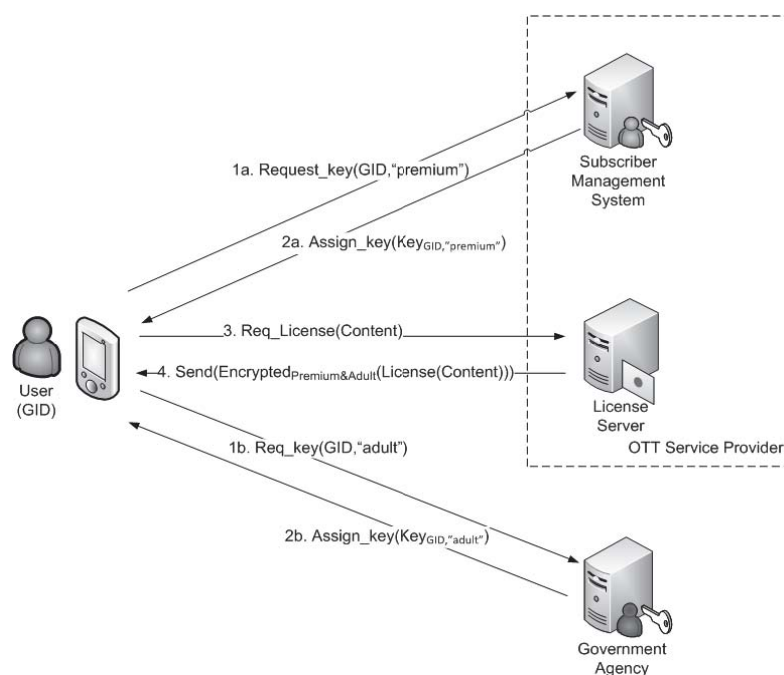 Subscriber
Management
System
1a. Request_key(GID,“premium”)
2a. Assign_key(KeyGID,“premium”)
3. Req_License(Content)
4. Send(EncryptedPremium&Adult(License(Content)))
User
(GID)
License
Server
OTT Service Provider
1b. Req_key(GID,“adult”)
2b. Assign_key(KeyGID,“adult”)
Government
Agency